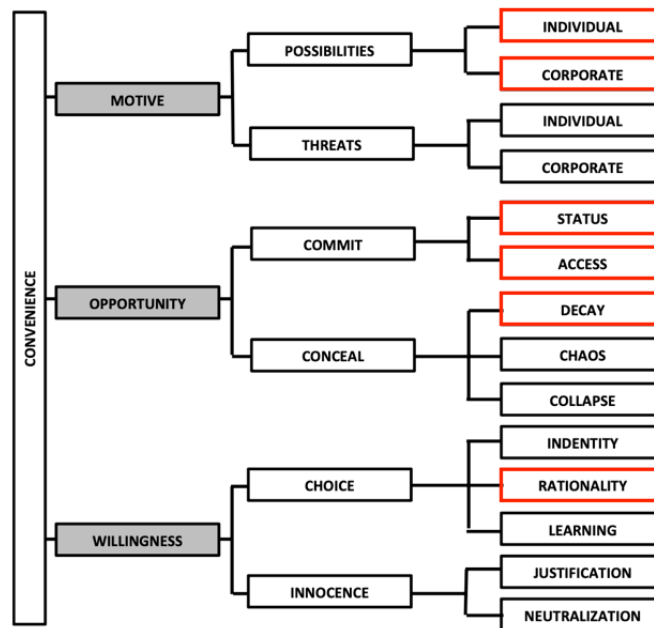 CONVENIENCE
MOTIVE
POSSIBILITIES
INDIVIDUAL
CORPORATE
THREATS
INDIVIDUAL
CORPORATE
OPPORTUNITY
COMMIT
STATUS
ACCESS
CONCEAL
DECAY
CHAOS
COLLAPSE
WILLINGNESS
CHOICE
INDENTITY
RATIONALITY
LEARNING
INNOCENCE
JUSTIFICATION
NEUTRALIZATION